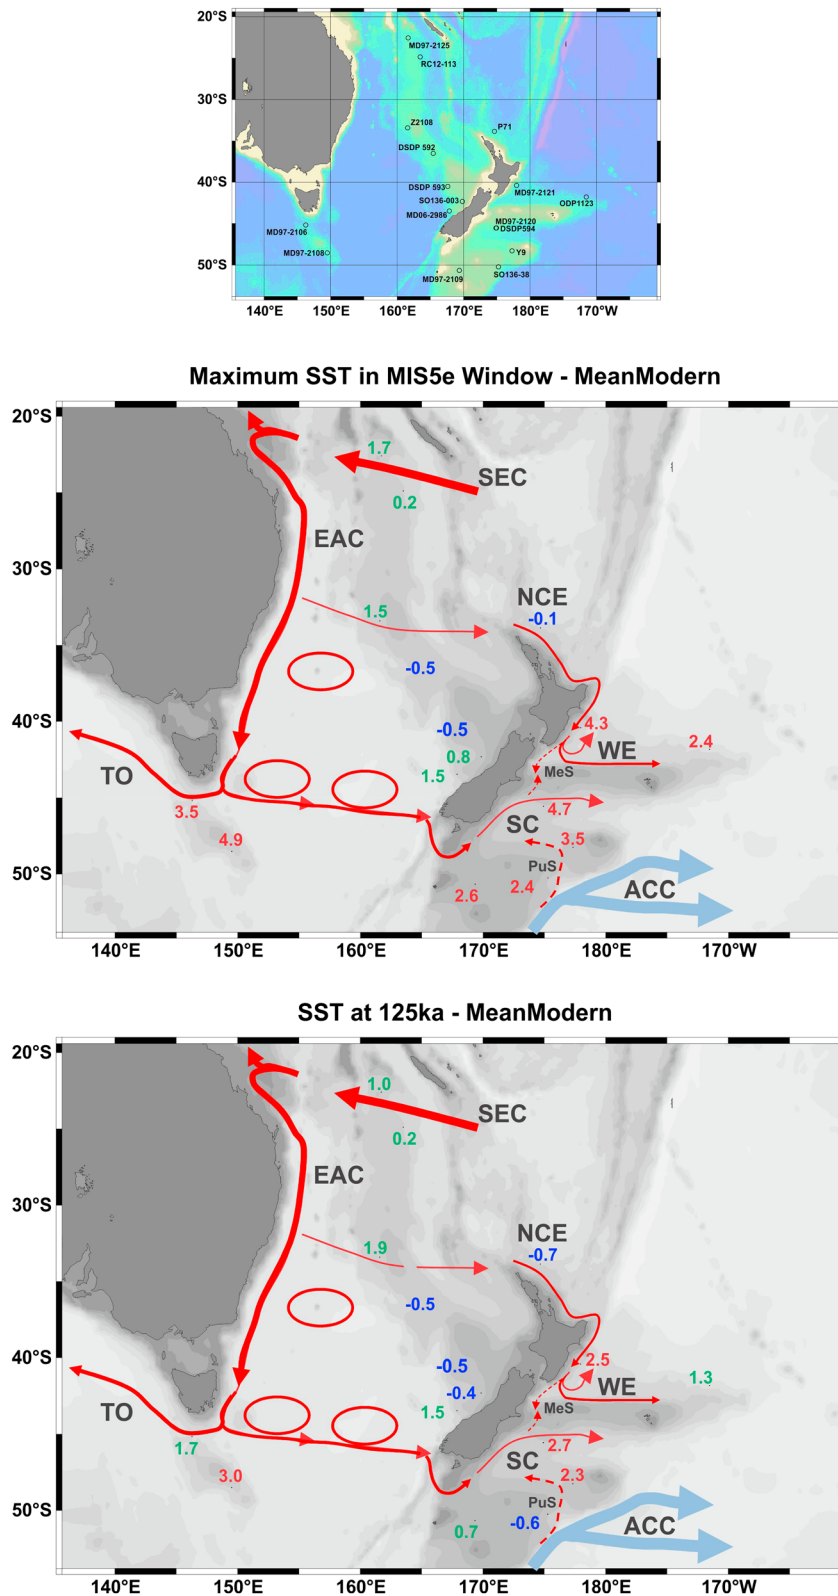 20°S
MD97-2125
RC12-113
30°S
Z2108
P71
DSDP 592
40°S
DSDP 593
MD97-2121
SO136-003
ODP1123
MD06-2986
MD97-2120
MD97-2106
DSDP594
MD97-2108
Y9
50°S
MD97-2109
SO136-38
140°E 150°E 160°E 170°E 180°E 170°W
Maximum SST in MIS5e Window - MeanModern
20°S
1.7
SEC
0.2
EAC
30°S
NCE
1.5
-0.1
-0.5
40°S
-0.5
4.3
2.4
WE
0.8
TO
1.5
MeS
3.5
4.7
SC
4.9
3.5
50°S
PuS
2.6
2.4
ACC
140°E 150°E 160°E 170°E 180°E 170°W
SST at 125ka - MeanModern
20°S
1.0
SEC
0.2
EAC
30°S
NCE
1.9
-0.7
-0.5
40°S
-0.5
2.5
1.3
WE
-0.4
TO
1.5
MeS
1.7
2.7
SC
3.0
2.3
PuS
50°S
0.7
-0.6
ACC
140°E 150°E 160°E 170°E 180°E 170°W